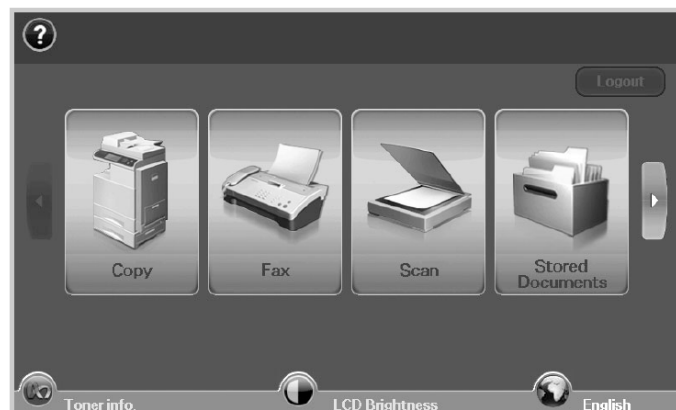 ?
Logout
Copy
Fax
Scan
Stored
Documents
Toner info.
LCD Brightness
English